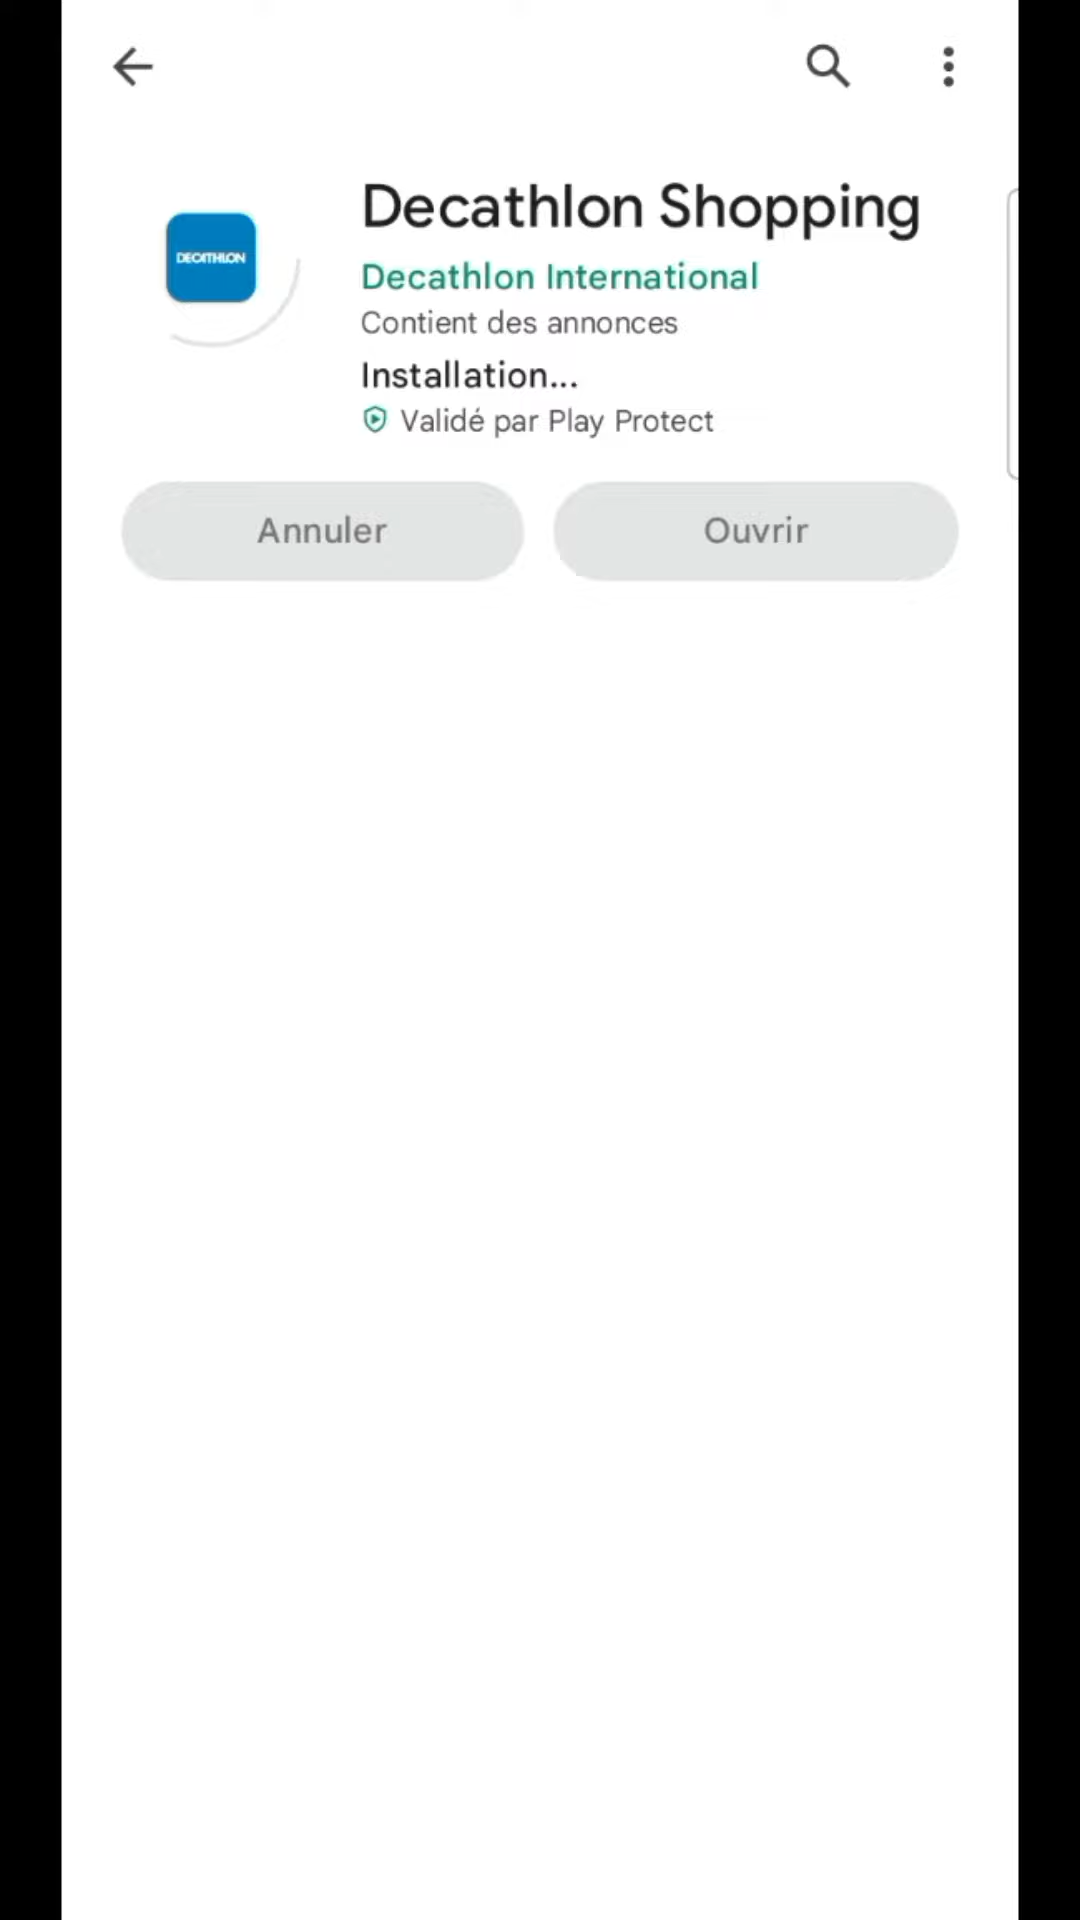 Decathlon Shopping
DECATHLON
Decathlon International
Contient des annonces
Installation...
Validé par Play Protect
Annuler
Ouvrir